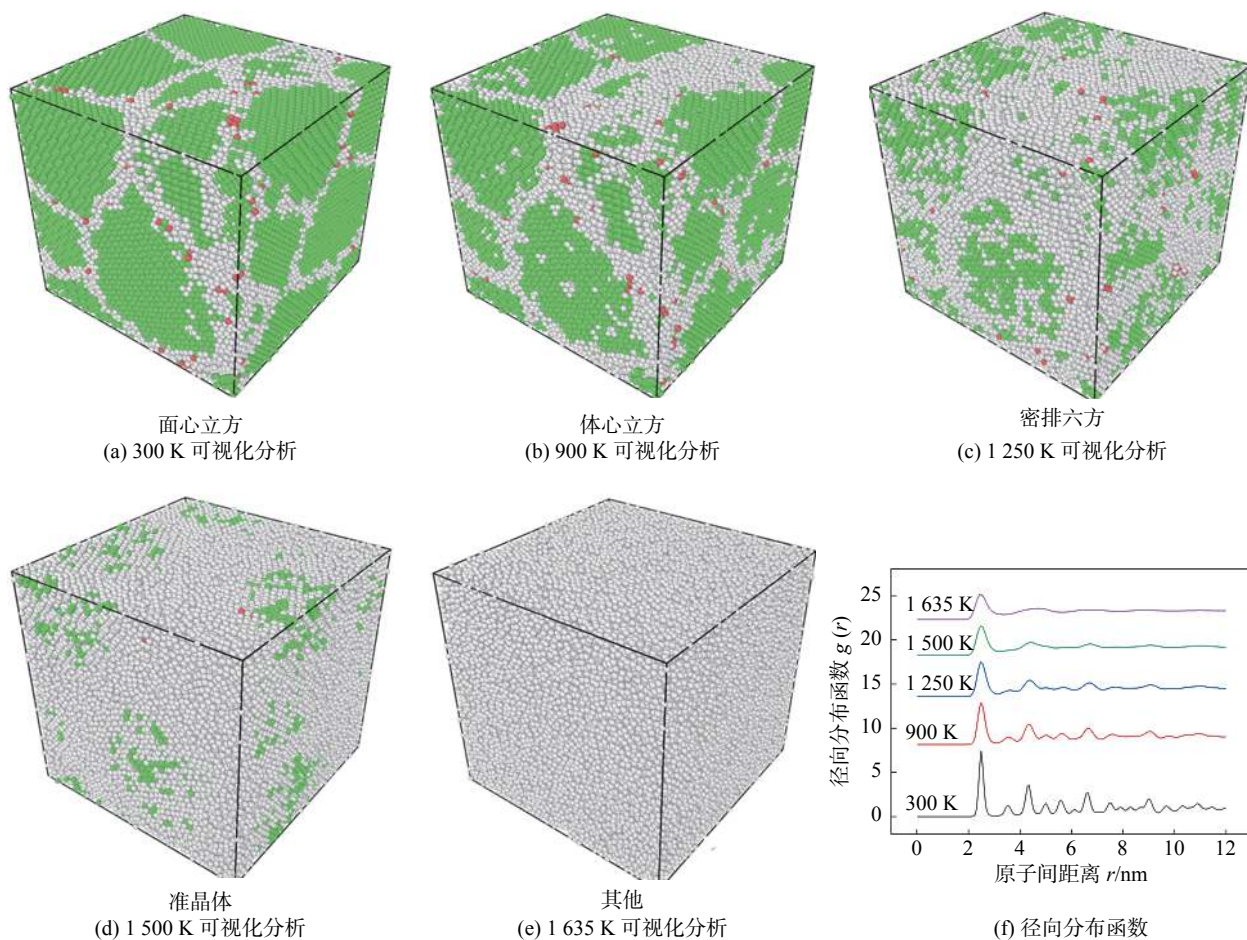 面心立方
(a) 300 K 可视化分析
体心立方
(b) 900 K 可视化分析
密排六方
(c) 1 250 K 可视化分析
准晶体
(d) 1 500 K 可视化分析
其他
(e) 1 635 K 可视化分析
径向分布函数 g (r)
25
20
15
10
5
0
1 635 K
1 500 K
1 250 K
900 K
300 K
0 2 4 6 8 10 12
原子间距离 r/nm
(f) 径向分布函数